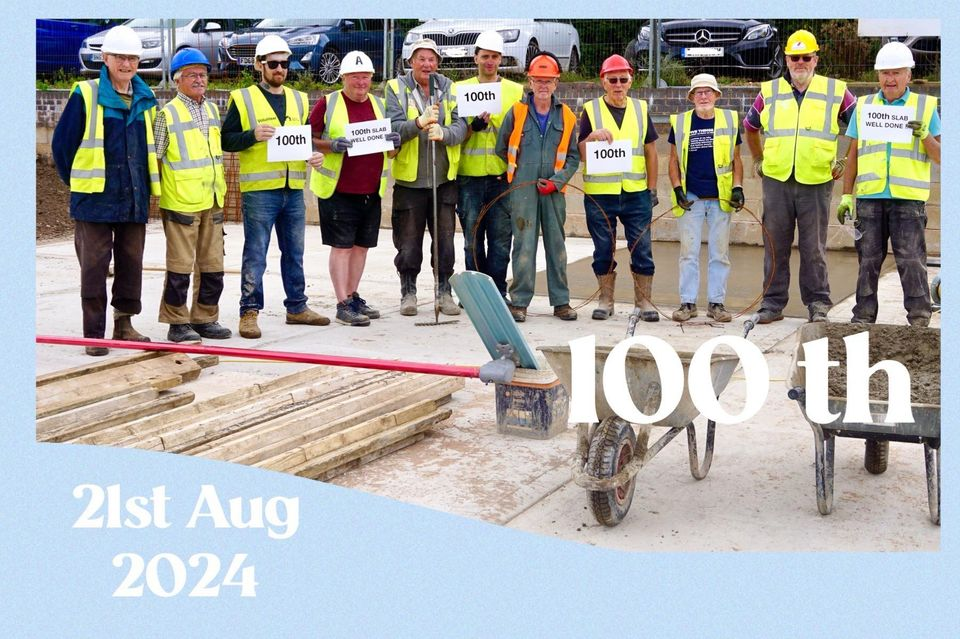 A
100th
100th SLAB
WELL DONE
100th
100th
100th SLAB
WELL DONE
100 th
21st Aug
2024